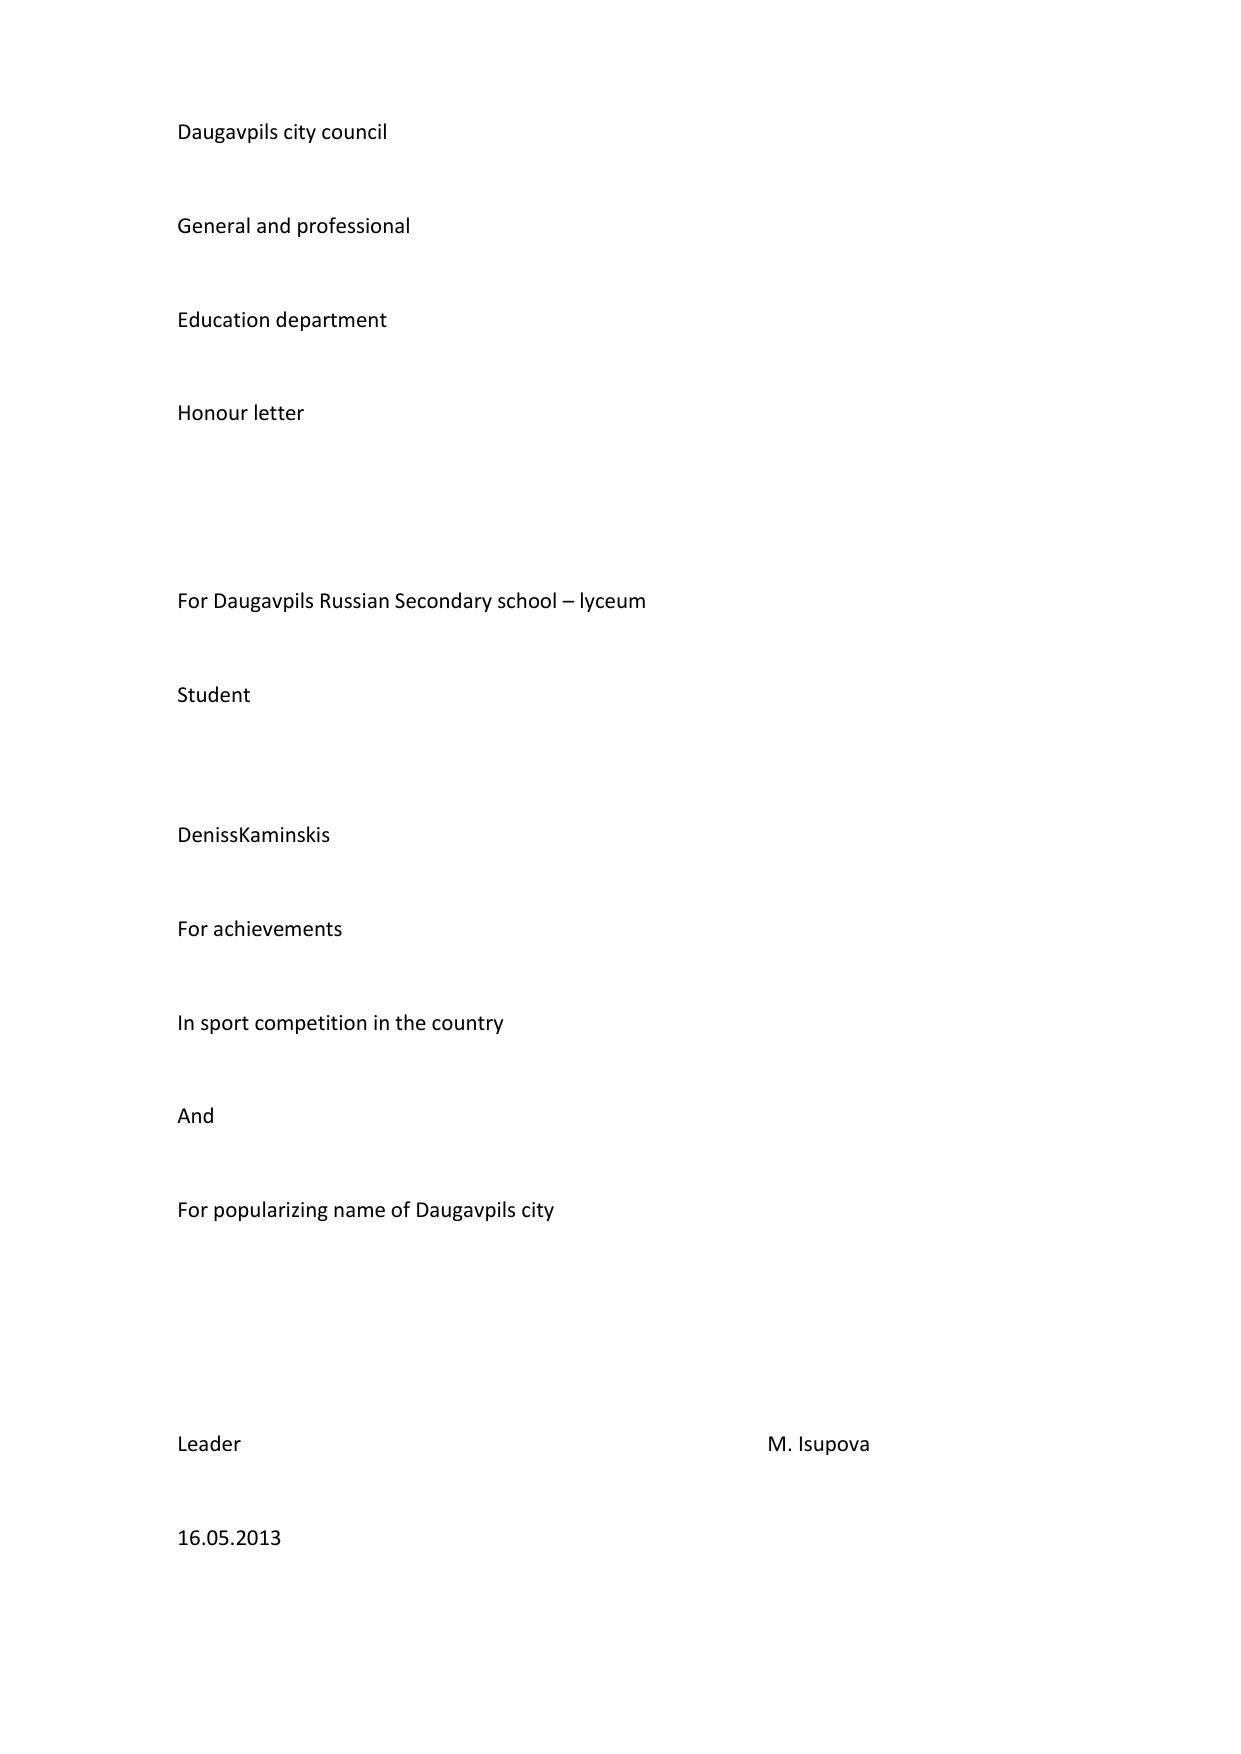 Daugavpils city council
General and professional
Education department
Honour letter
For Daugavpils Russian Secondary school – lyceum
Student
DenissKaminskis
For achievements
In sport competition in the country
And
For popularizing name of Daugavpils city
Leader M. Isupova
16.05.2013